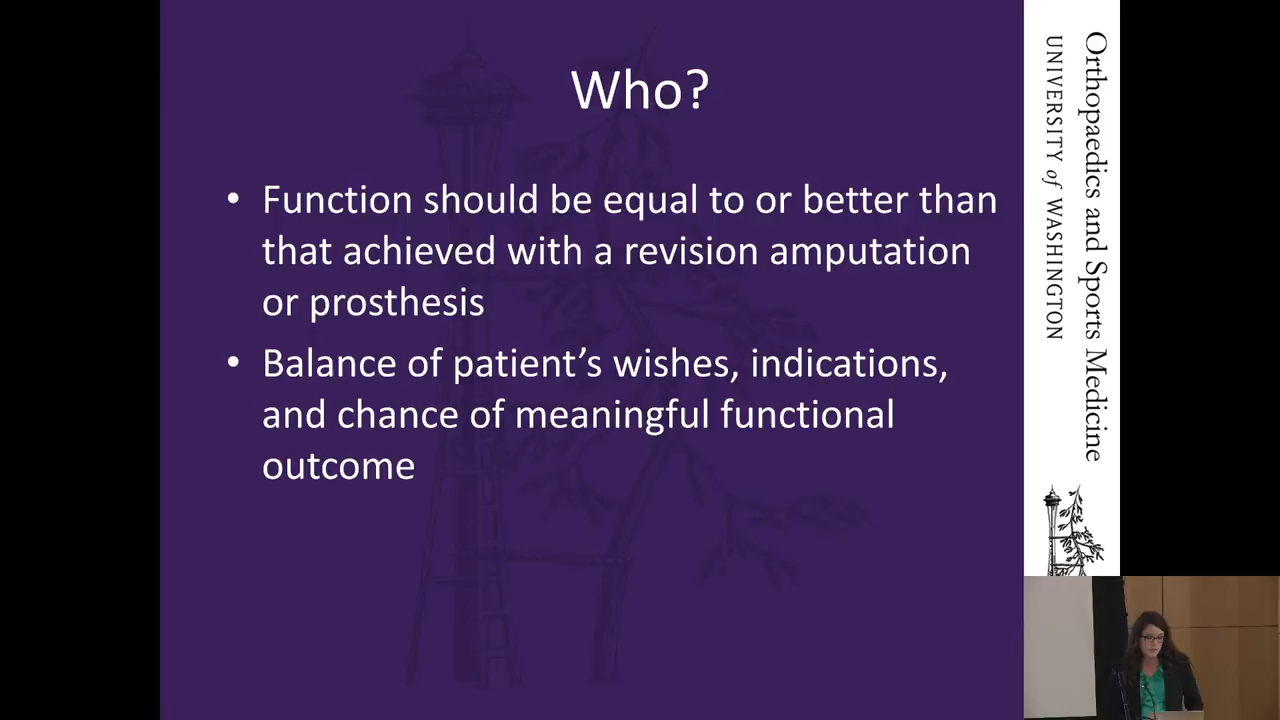 Who?
• Function should be equal to or better than
that achieved with a revision amputation
or prosthesis
• Balance of patient’s wishes, indications,
and chance of meaningful functional
outcome
Orthopaedics and Sports Medicine
UNIVERSITY of WASHINGTON